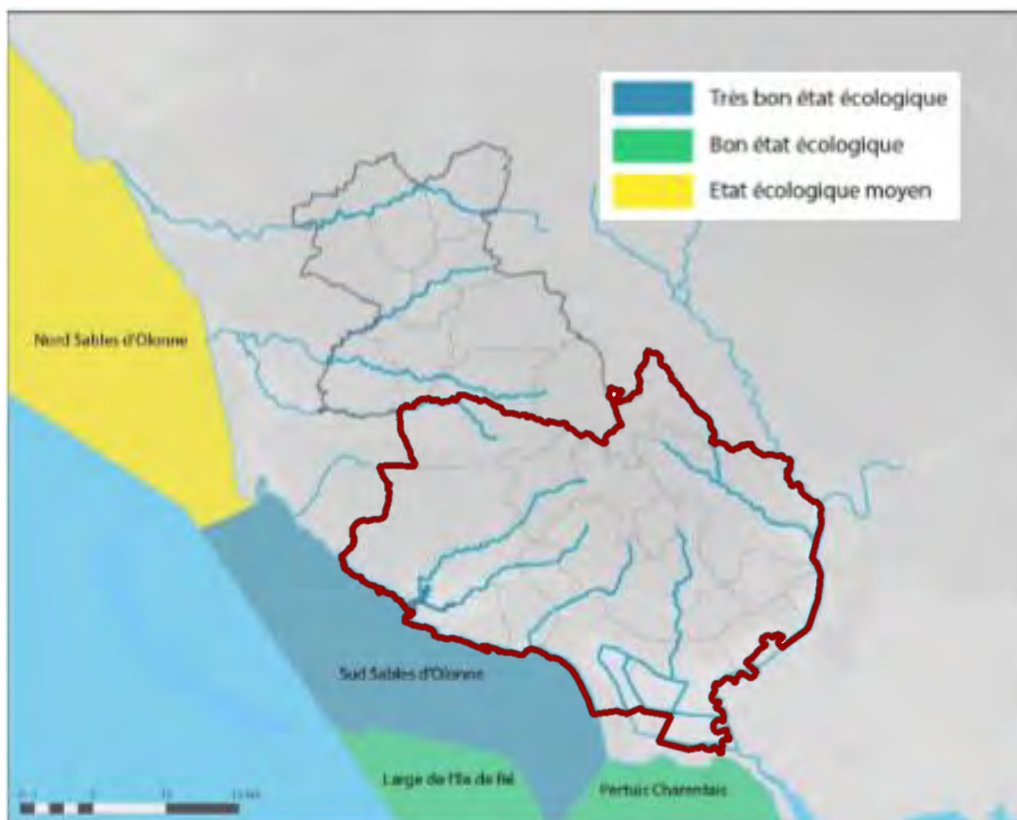 Très bon état écologique
Bon état écologique
Etat écologique moyen
Nord Sables d'Olonne
Sud Sables d'Olonne
Large de l'Ile de Ré
Pertuis Charentais